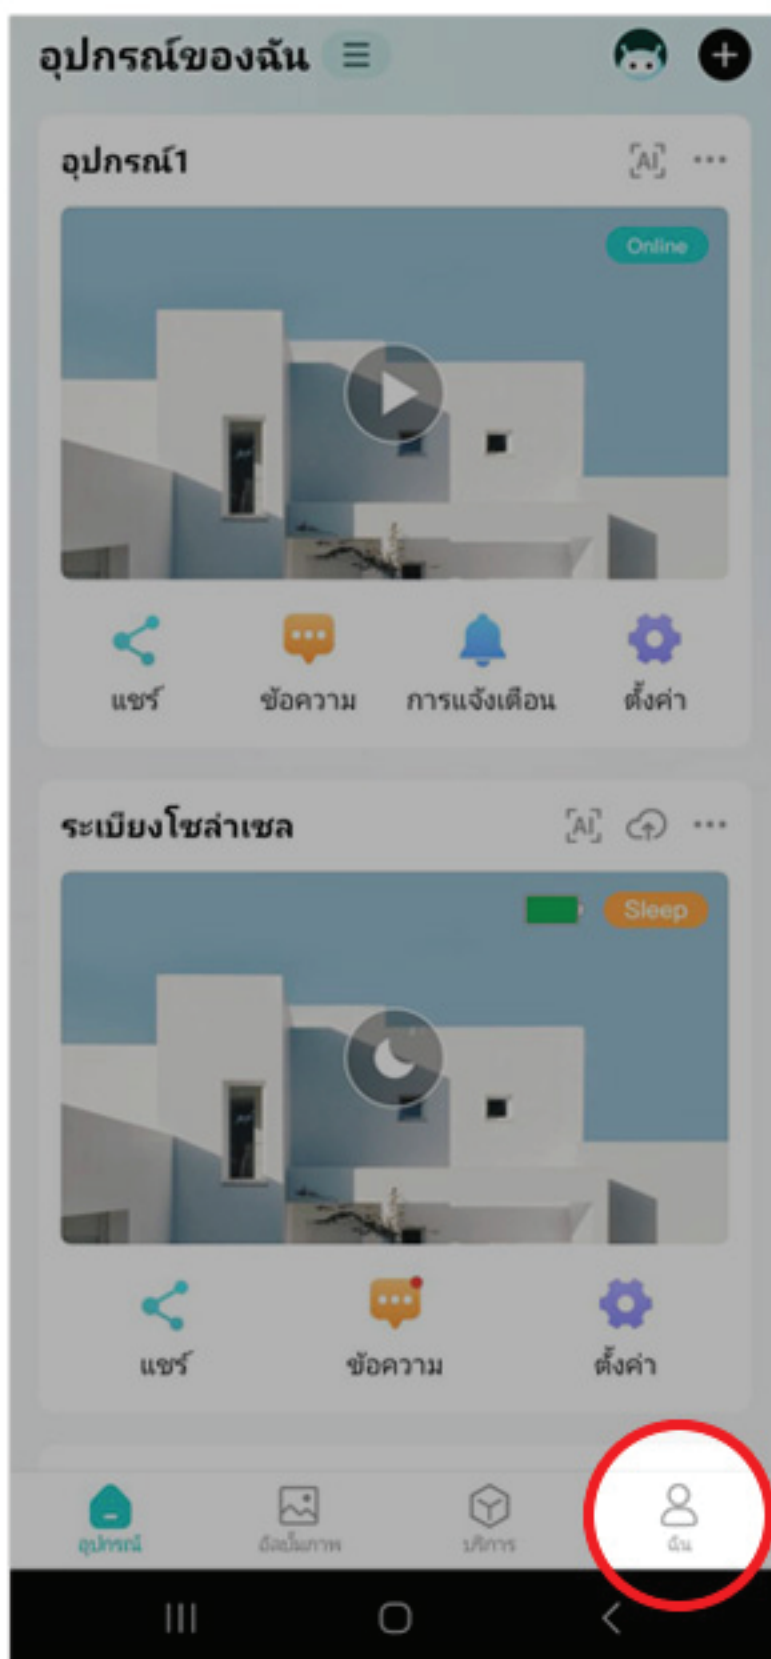 อุปกรณ์ของฉัน
อุปกรณ์1
AI
Online
แชร์ ข้อความ การแจ้งเตือน ตั้งค่า
ระเบียงโซล่าเซล
AI
Sleep
แชร์ ข้อความ ตั้งค่า
อุปกรณ์ อัลบั้มภาพ บริการ ฉัน